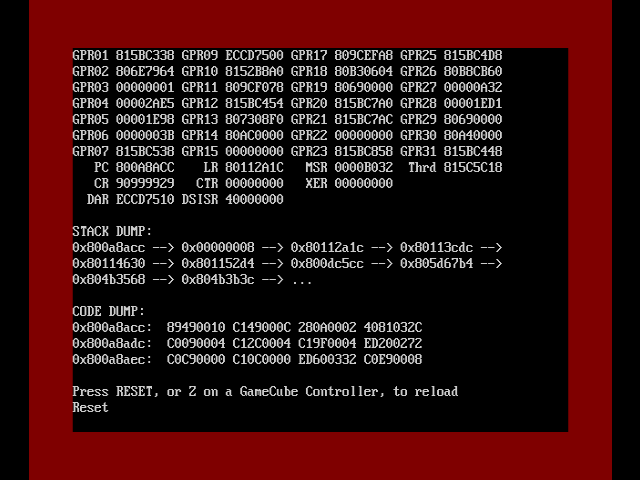 GPR01 815BC338 GPR09 ECCD7500 GPR17 809CEFA8 GPR25 815BC4D8
GPR02 806E7964 GPR10 8152B8A0 GPR18 80B30604 GPR26 80B8CB60
GPR03 00000001 GPR11 809CF078 GPR19 80690000 GPR27 00000A32
GPR04 00002AE5 GPR12 815BC454 GPR20 815BC7A0 GPR28 00001ED1
GPR05 00001E98 GPR13 807308F0 GPR21 815BC7AC GPR29 80690000
GPR06 0000003B GPR14 80AC0000 GPR22 00000000 GPR30 80A40000
GPR07 815BC538 GPR15 00000000 GPR23 815BC858 GPR31 815BC448
PC 800A8ACC LR 80112A1C MSR 0000B032 Thrd 815C5C18
CR 90999929 CTR 00000000 XER 00000000
DAR ECCD7510 DSISR 40000000
STACK DUMP:
0x800a8acc --> 0x00000008 --> 0x80112a1c --> 0x80113cdc -->
0x80114630 --> 0x801152d4 --> 0x800dc5cc --> 0x805d67b4 -->
0x804b3568 --> 0x804b3b3c --> ...
CODE DUMP:
0x800a8acc: 89490010 C149000C 280A0002 4081032C
0x800a8adc: C0090004 C12C0004 C19F0004 ED200272
0x800a8aec: C0C90000 C10C0000 ED600332 C0E90008
Press RESET, or Z on a GameCube Controller, to reload
Reset